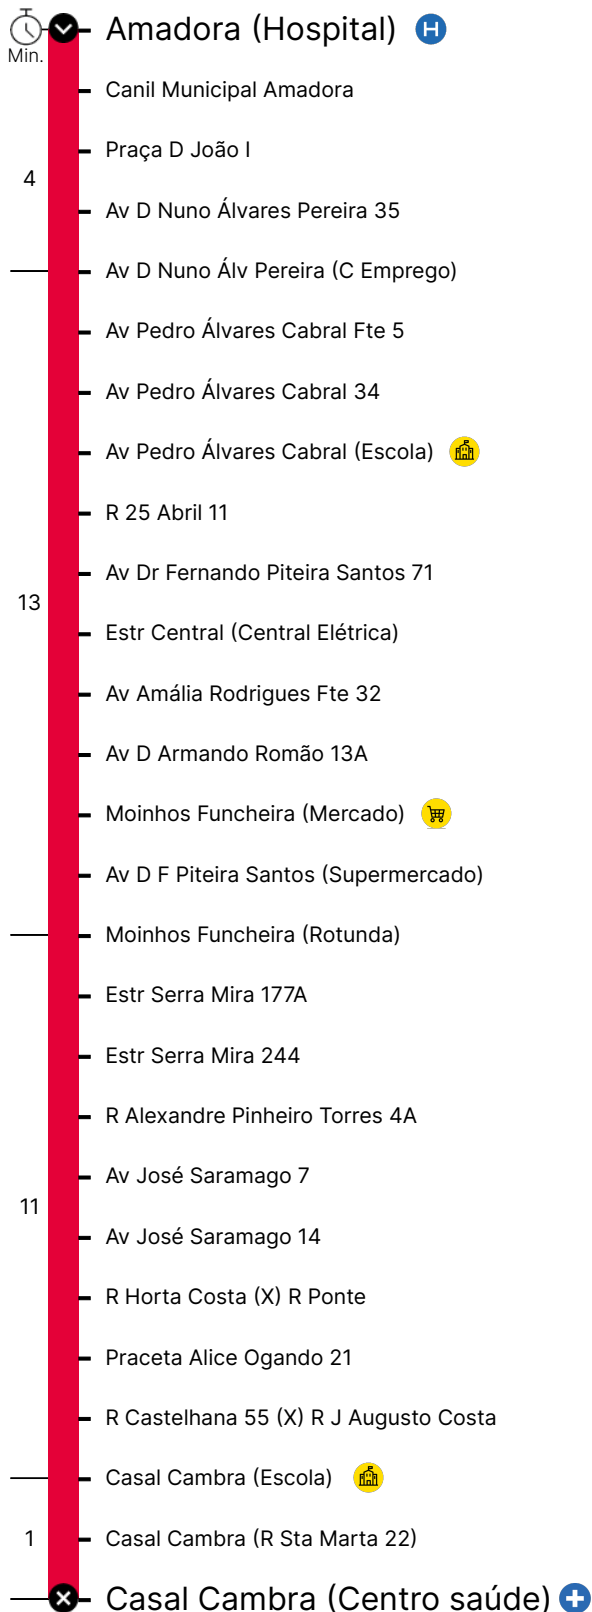 Amadora (Hospital) H
Min.
Canil Municipal Amadora
Praça D João I
4
Av D Nuno Álvares Pereira 35
Av D Nuno Álv Pereira (C Emprego)
Av Pedro Álvares Cabral Fte 5
Av Pedro Álvares Cabral 34
Av Pedro Álvares Cabral (Escola)
R 25 Abril 11
Av Dr Fernando Piteira Santos 71
13
Estr Central (Central Elétrica)
Av Amália Rodrigues Fte 32
Av D Armando Romão 13A
Moinhos Funcheira (Mercado)
Av D F Piteira Santos (Supermercado)
Moinhos Funcheira (Rotunda)
Estr Serra Mira 177A
Estr Serra Mira 244
R Alexandre Pinheiro Torres 4A
Av José Saramago 7
11
Av José Saramago 14
R Horta Costa (X) R Ponte
Praceta Alice Ogando 21
R Castelhana 55 (X) R J Augusto Costa
Casal Cambra (Escola)
1 Casal Cambra (R Sta Marta 22)
Casal Cambra (Centro saúde)